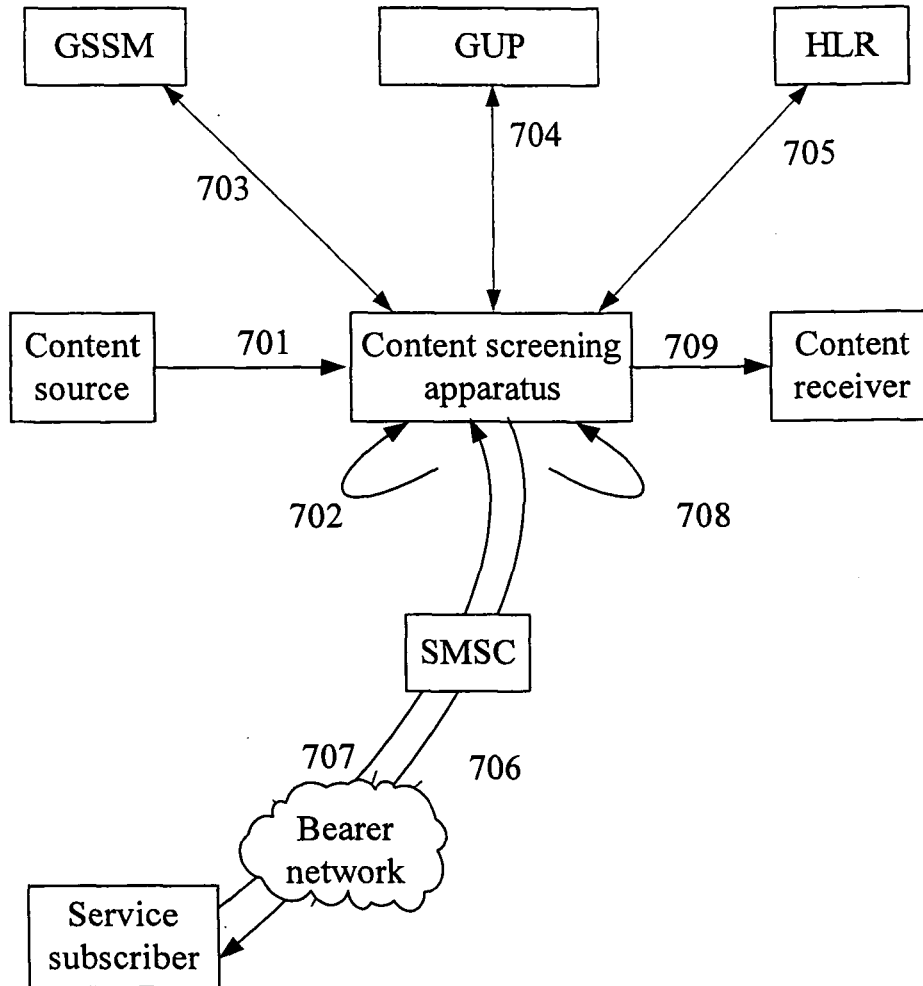 GSSM
GUP
HLR
704
705
703
Content
source
701
Content screening
apparatus
709
Content
receiver
702
708
SMSC
707
706
Bearer
network
Service
subscriber